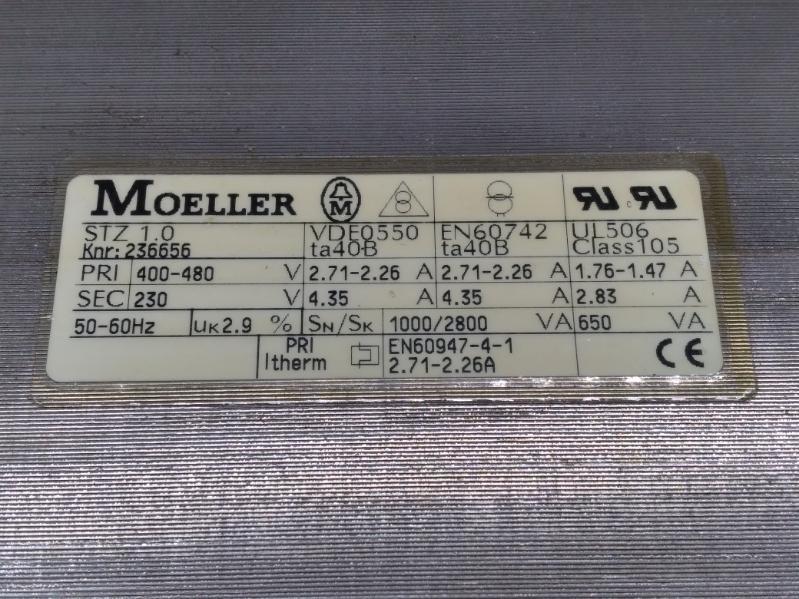 MOELLER M
STZ 1.0 VDE0550 EN60742 UL506
Knr: 236656 ta40B ta40B Class105
PRI 400-480 V 2.71-2.26 A 2.71-2.26 A 1.76-1.47 A
SEC 230 V 4.35 A 4.35 A 2.83 A
50-60Hz uK2.9 % SN/SK 1000/2800 VA 650 VA
PRI EN60947-4-1
Itherm 2.71-2.26A CE